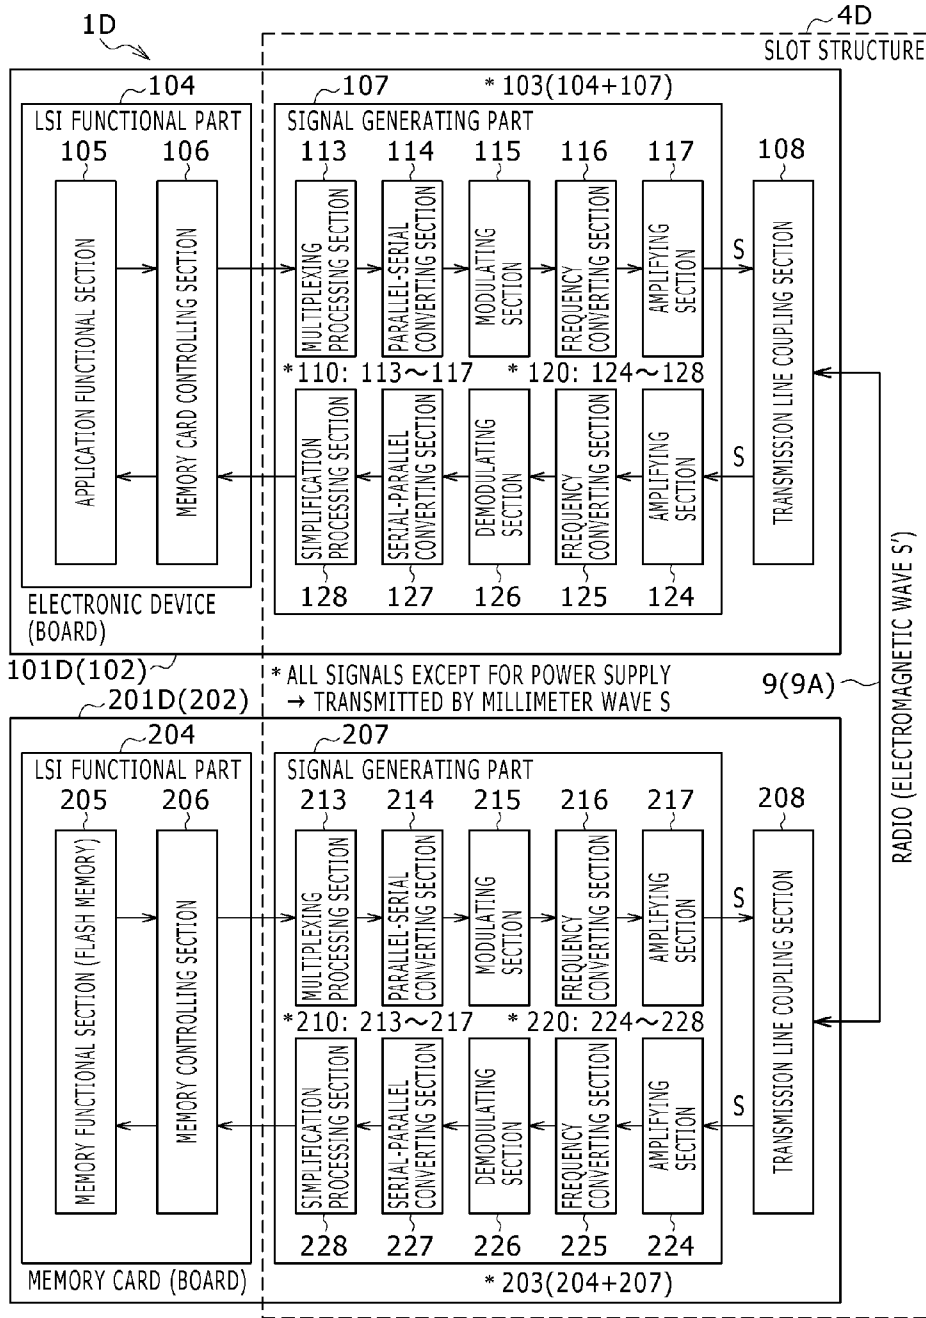 1D
4D
SLOT STRUCTURE
104
107
* 103(104+107)
LSI FUNCTIONAL PART
SIGNAL GENERATING PART
105
106
113
114
115
116
117
108
APPLICATION FUNCTIONAL SECTION
MEMORY CARD CONTROLLING SECTION
MULTIPLEXING
PROCESSING SECTION
PARALLEL-SERIAL
CONVERTING SECTION
MODULATING
SECTION
FREQUENCY
CONVERTING SECTION
AMPLIFYING
SECTION
S
TRANSMISSION LINE COUPLING SECTION
*110: 113~117
* 120: 124~128
SIMPLIFICATION
PROCESSING SECTION
SERIAL-PARALLEL
CONVERTING SECTION
DEMODULATING
SECTION
FREQUENCY
CONVERTING SECTION
AMPLIFYING
SECTION
S
128
127
126
125
124
ELECTRONIC DEVICE
(BOARD)
101D(102)
* ALL SIGNALS EXCEPT FOR POWER SUPPLY
→ TRANSMITTED BY MILLIMETER WAVE S
9(9A)
RADIO (ELECTROMAGNETIC WAVE S')
201D(202)
204
207
LSI FUNCTIONAL PART
SIGNAL GENERATING PART
205
206
213
214
215
216
217
208
MEMORY FUNCTIONAL SECTION (FLASH MEMORY)
MEMORY CONTROLLING SECTION
MULTIPLEXING
PROCESSING SECTION
PARALLEL-SERIAL
CONVERTING SECTION
MODULATING
SECTION
FREQUENCY
CONVERTING SECTION
AMPLIFYING
SECTION
S
TRANSMISSION LINE COUPLING SECTION
*210: 213~217
*220: 224~228
SIMPLIFICATION
PROCESSING SECTION
SERIAL-PARALLEL
CONVERTING SECTION
DEMODULATING
SECTION
FREQUENCY
CONVERTING SECTION
AMPLIFYING
SECTION
S
228
227
226
225
224
MEMORY CARD (BOARD)
* 203(204+207)